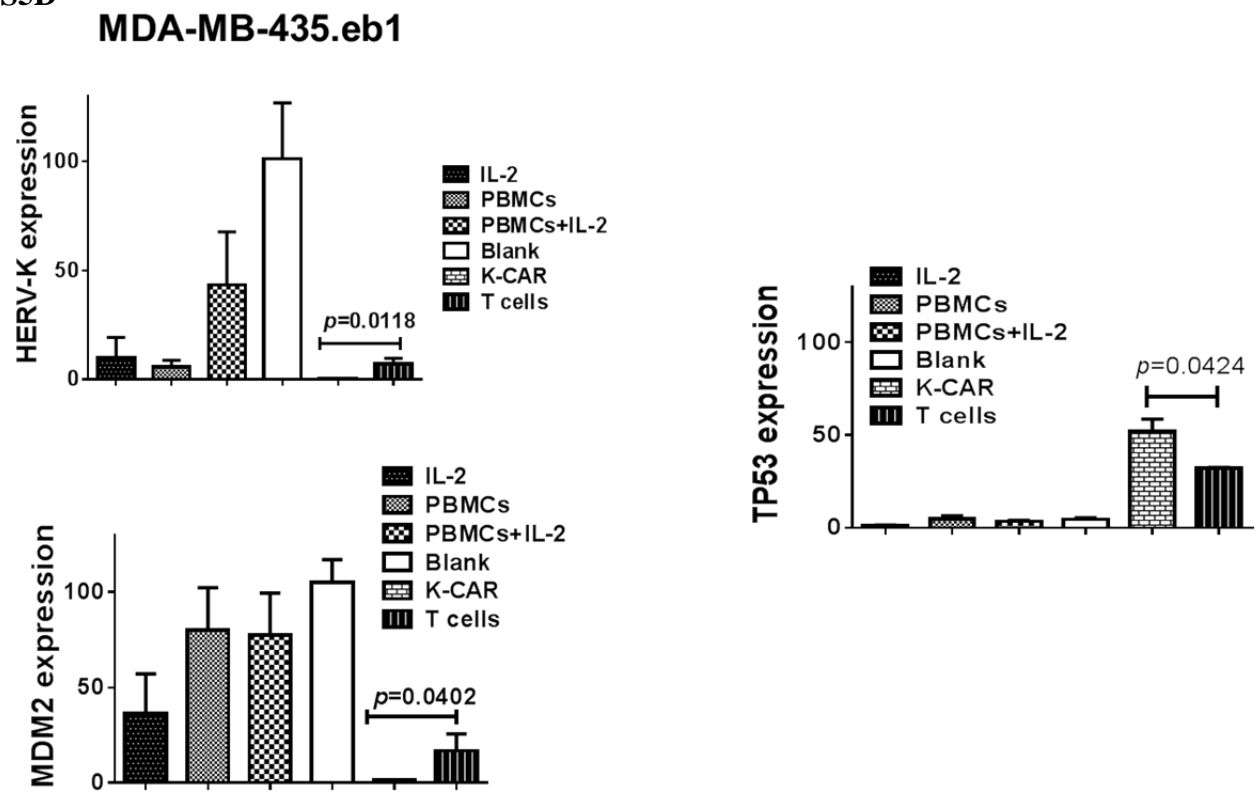 S5D
MDA-MB-435.eb1
HERV-K expression
100
50
0
p=0.0118
IL-2
PBMCs
PBMCs+IL-2
Blank
K-CAR
T cells
MDM2 expression
100
50
0
p=0.0402
IL-2
PBMCs
PBMCs+IL-2
Blank
K-CAR
T cells
TP53 expression
100
50
0
IL-2
PBMCs
PBMCs+IL-2
Blank
K-CAR
T cells
p=0.0424